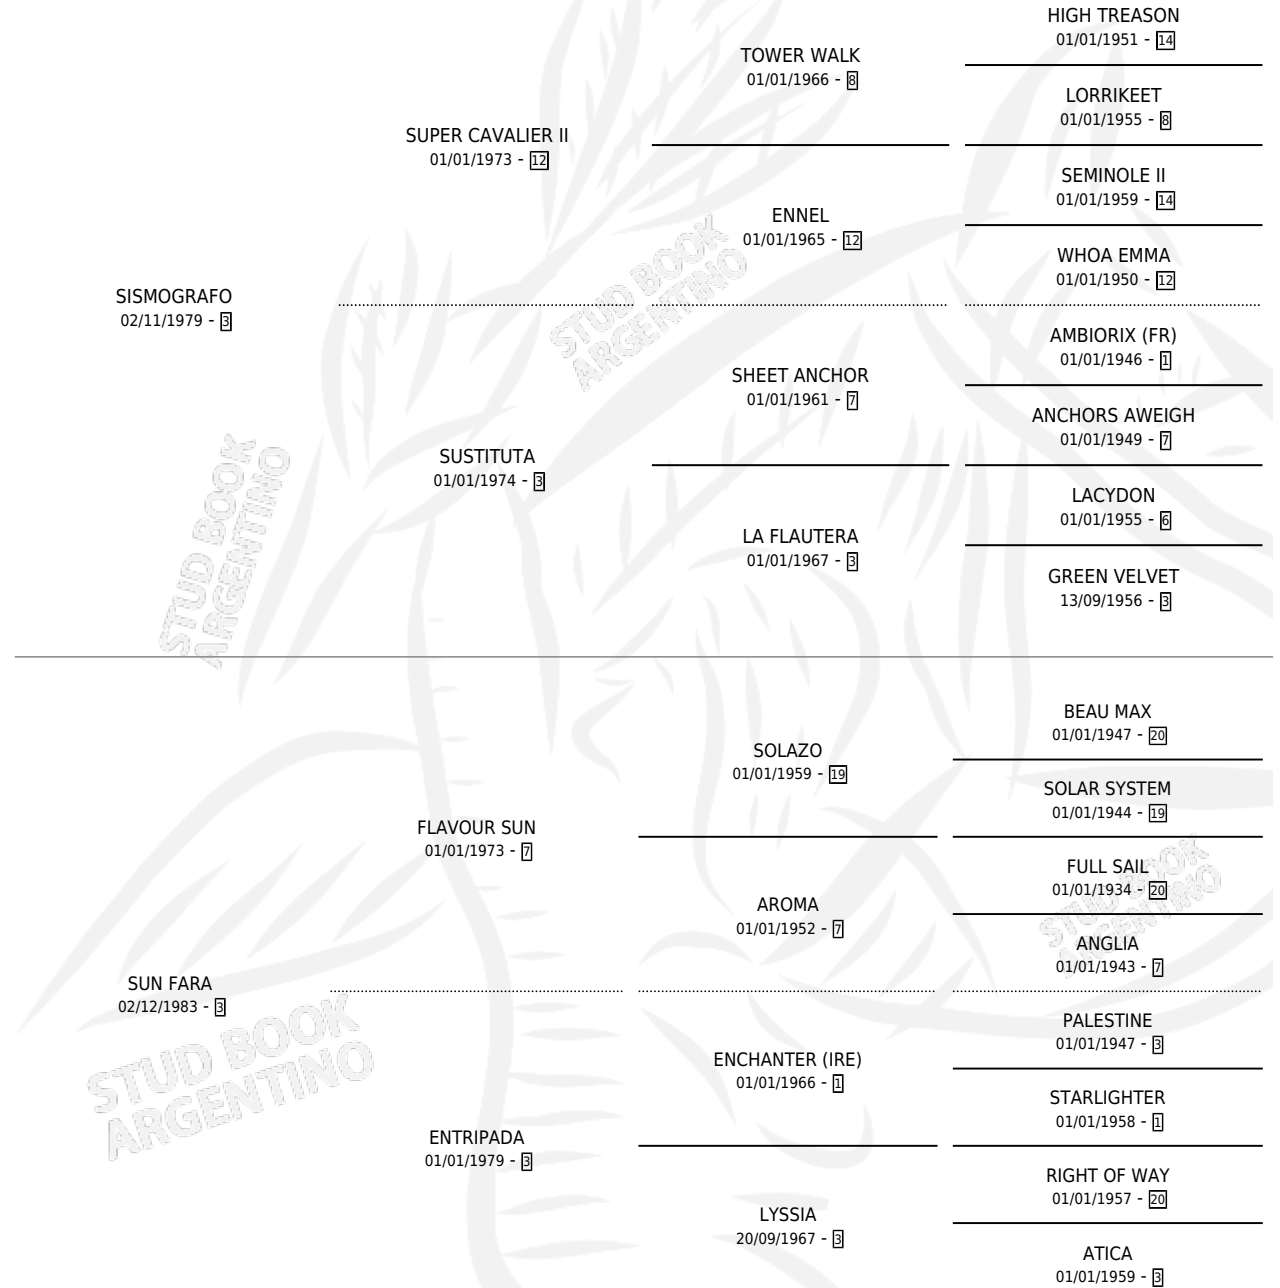 HIGH TREASON
01/01/1951 - 14
TOWER WALK
01/01/1966 - 8
LORRIKEET
01/01/1955 - 8
SUPER CAVALIER II
01/01/1973 - 12
SEMINOLE II
01/01/1959 - 14
ENNEL
01/01/1965 - 12
WHOA EMMA
01/01/1950 - 12
SISMOGRAFO
02/11/1979 - 3
STUD BOOK
ARGENTINO
AMBIORIX (FR)
01/01/1946 - 1
SHEET ANCHOR
01/01/1961 - 7
ANCHORS AWEIGH
01/01/1949 - 7
SUSTITUTA
01/01/1974 - 3
LACYDON
01/01/1955 - 6
LA FLAUTERA
01/01/1967 - 3
GREEN VELVET
13/09/1956 - 3
STUD BOOK
ARGENTINO
BEAU MAX
01/01/1947 - 20
SOLAZO
01/01/1959 - 19
SOLAR SYSTEM
01/01/1944 - 19
FLAVOUR SUN
01/01/1973 - 7
FULL SAIL
01/01/1934 - 20
AROMA
01/01/1952 - 7
STUD BOOK
ARGENTINO
ANGLIA
01/01/1943 - 7
SUN FARA
02/12/1983 - 3
STUD BOOK
ARGENTINO
PALESTINE
01/01/1947 - 3
ENCHANTER (IRE)
01/01/1966 - 1
STARLIGHTER
01/01/1958 - 1
ENTRIPADA
01/01/1979 - 3
RIGHT OF WAY
01/01/1957 - 20
LYSSIA
20/09/1967 - 3
ATICA
01/01/1959 - 3